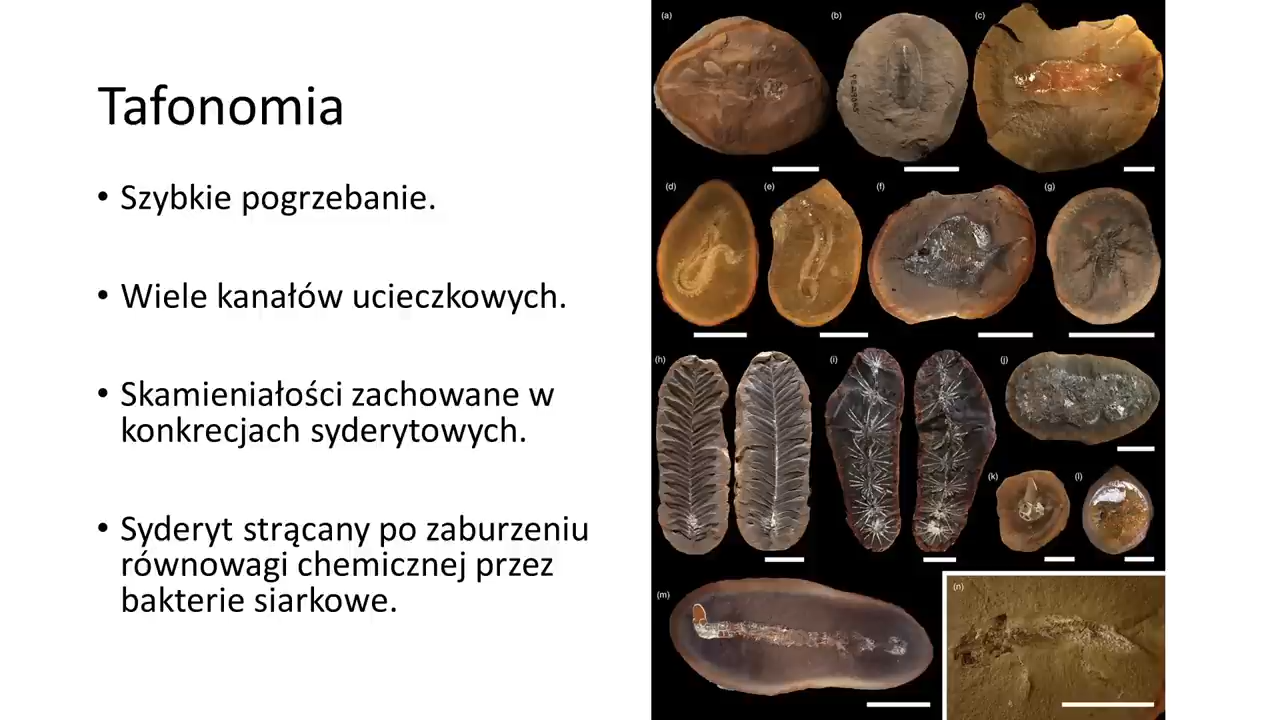 Tafonomia
• Szybkie pogrzebanie.
• Wiele kanałów ucieczkowych.
• Skamieniałości zachowane w
konkrecjach syderytowych.
• Syderyt strącany po zaburzeniu
równowagi chemicznej przez
bakterie siarkowe.
(a)
(b)
(c)
(d)
(e)
(f)
(g)
(h)
(i)
(j)
(k)
(l)
(m)
(n)